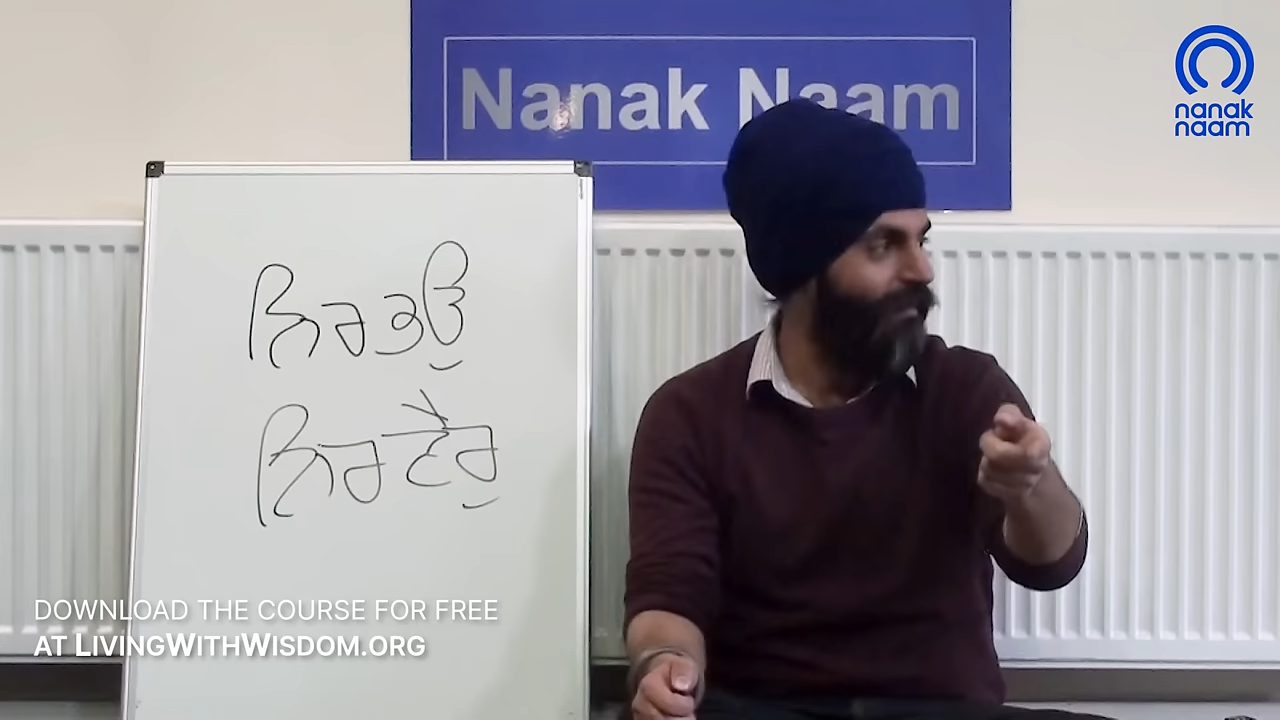 Nanak Naam
nanak
naam
ਨਿਰਭਉ
ਨਿਰਵੈਰੁ
DOWNLOAD THE COURSE FOR FREE
AT LIVINGWITHWISDOM.ORG